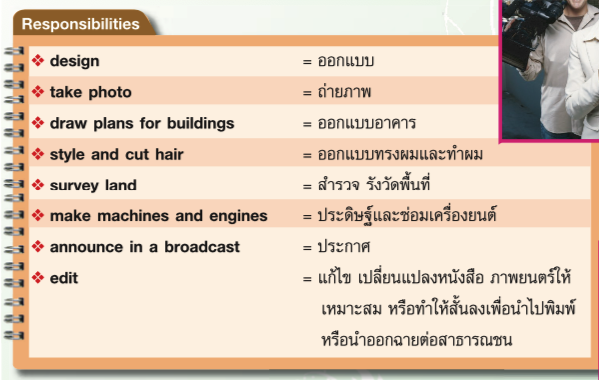 Responsibilities
❖ design = ออกแบบ
❖ take photo = ถ่ายภาพ
❖ draw plans for buildings = ออกแบบอาคาร
❖ style and cut hair = ออกแบบทรงผมและทำผม
❖ survey land = สำรวจ รังวัดพื้นที่
❖ make machines and engines = ประดิษฐ์และซ่อมเครื่องยนต์
❖ announce in a broadcast = ประกาศ
❖ edit = แก้ไข เปลี่ยนแปลงหนังสือ ภาพยนตร์ให้
เหมาะสม หรือทำให้สั้นลงเพื่อนำไปพิมพ์
หรือนำออกฉายต่อสาธารณชน